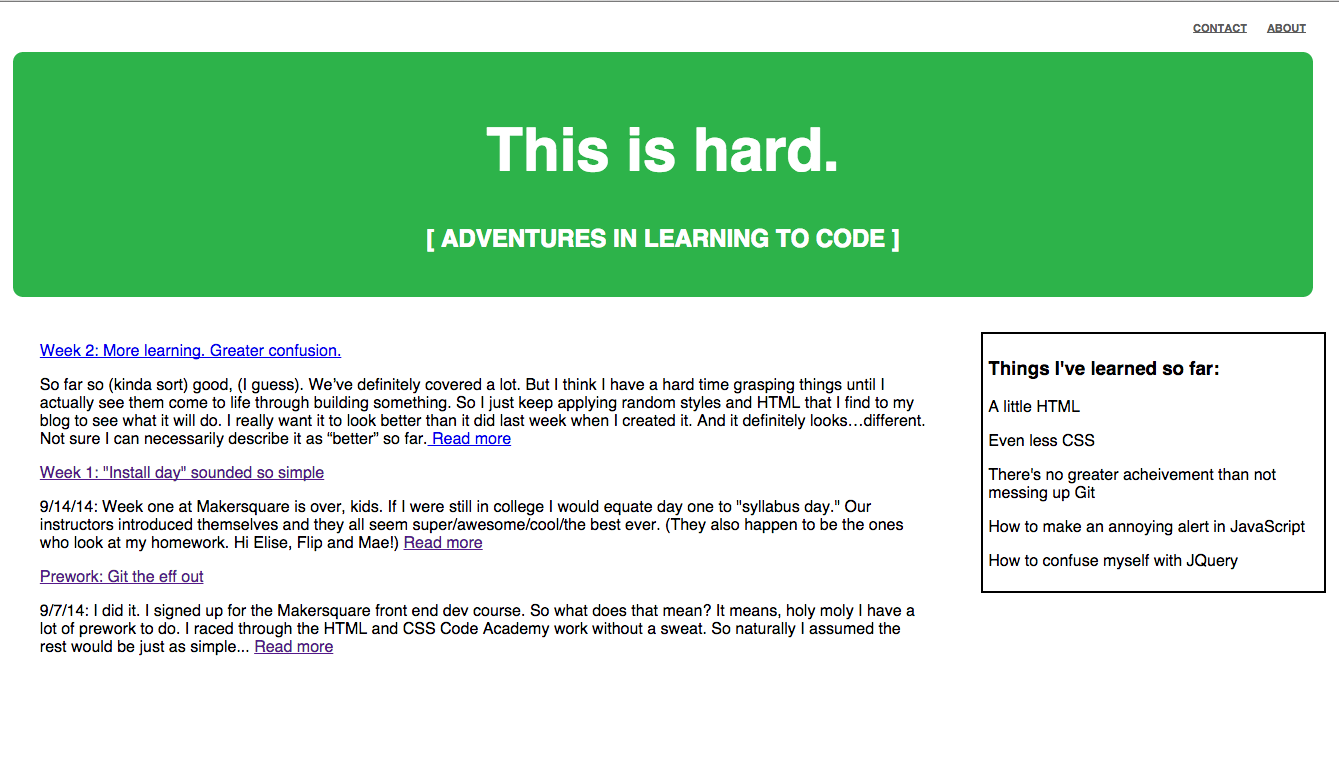 CONTACT ABOUT
This is hard.
[ ADVENTURES IN LEARNING TO CODE ]
Week 2: More learning. Greater confusion.
So far so (kinda sort) good, (I guess). We’ve definitely covered a lot. But I think I have a hard time grasping things until I
actually see them come to life through building something. So I just keep applying random styles and HTML that I find to my
blog to see what it will do. I really want it to look better than it did last week when I created it. And it definitely looks…different.
Not sure I can necessarily describe it as “better” so far. Read more
Week 1: "Install day" sounded so simple
9/14/14: Week one at Makersquare is over, kids. If I were still in college I would equate day one to "syllabus day." Our
instructors introduced themselves and they all seem super/awesome/cool/the best ever. (They also happen to be the ones
who look at my homework. Hi Elise, Flip and Mae!) Read more
Prework: Git the eff out
9/7/14: I did it. I signed up for the Makersquare front end dev course. So what does that mean? It means, holy moly I have a
lot of prework to do. I raced through the HTML and CSS Code Academy work without a sweat. So naturally I assumed the
rest would be just as simple... Read more
Things I've learned so far:
A little HTML
Even less CSS
There's no greater acheivement than not
messing up Git
How to make an annoying alert in JavaScript
How to confuse myself with JQuery